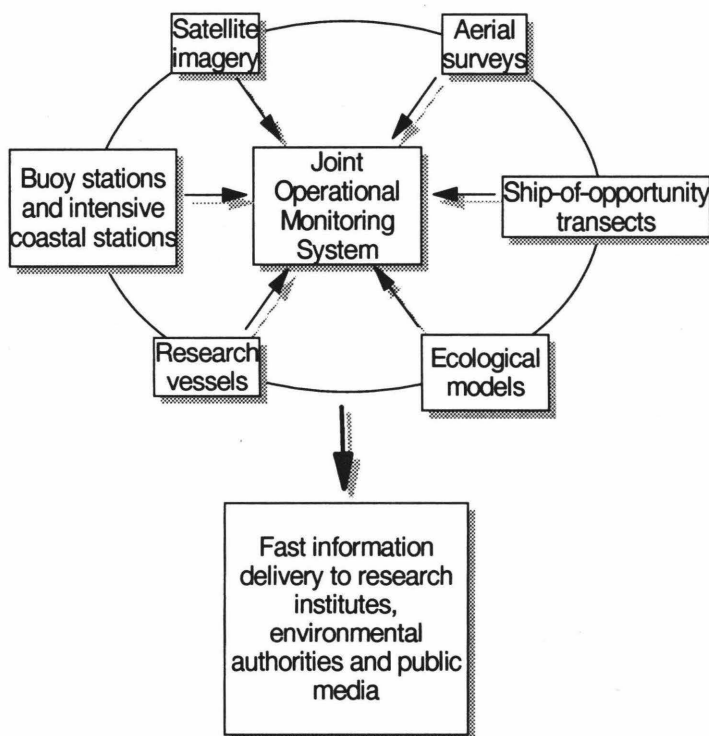 Satellite
imagery
Aerial
surveys
Buoy stations
and intensive
coastal stations
Joint
Operational
Monitoring
System
Ship-of-opportunity
transects
Research
vessels
Ecological
models
Fast information
delivery to research
institutes,
environmental
authorities and public
media